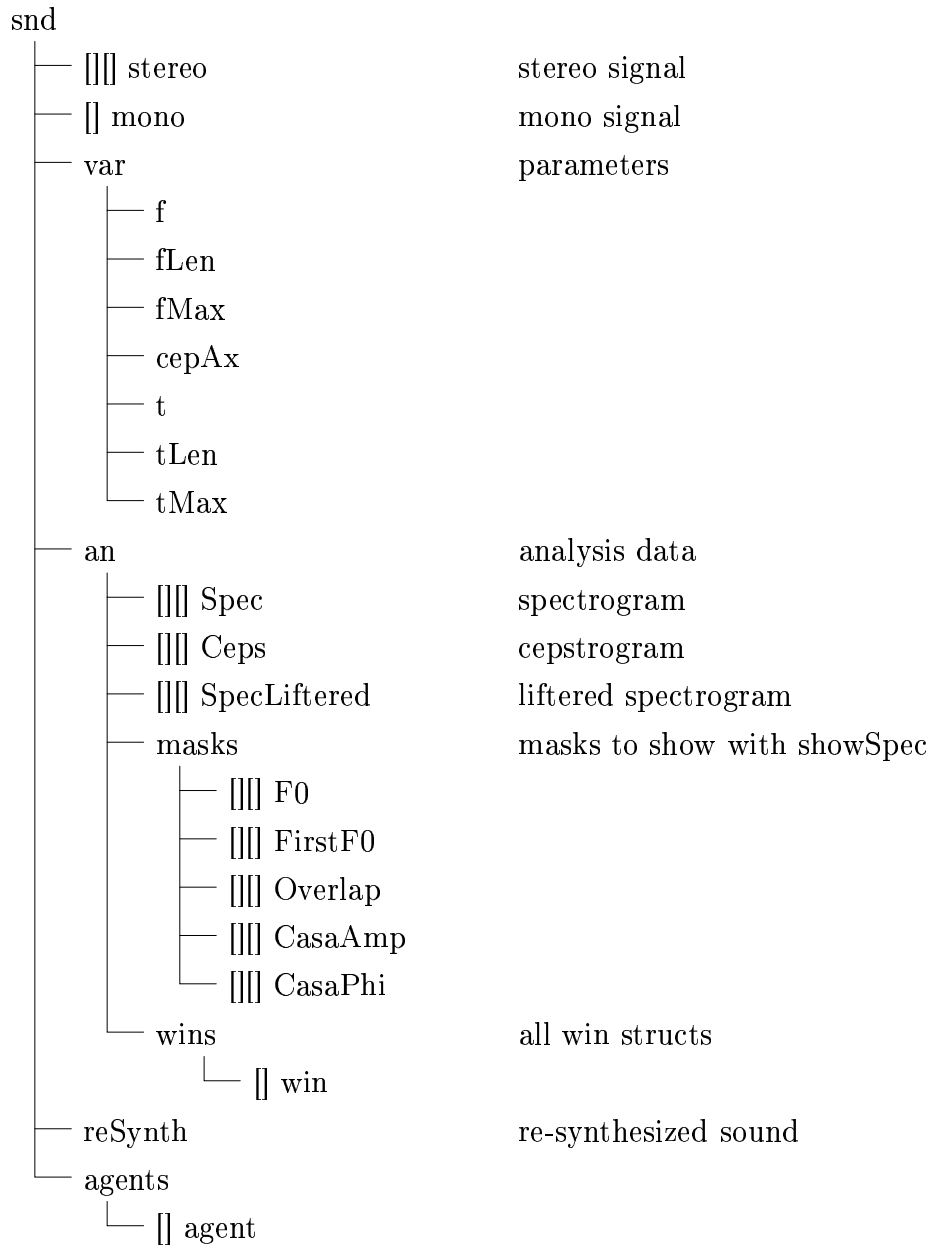 snd
[][] stereo stereo signal
[] mono mono signal
var parameters
f
fLen
fMax
cepAx
t
tLen
tMax
an analysis data
[][] Spec spectrogram
[][] Ceps cepstrogram
[][] SpecLiftered liftered spectrogram
masks masks to show with showSpec
[][] F0
[][] FirstF0
[][] Overlap
[][] CasaAmp
[][] CasaPhi
wins all win structs
[] win
reSynth re-synthesized sound
agents
[] agent